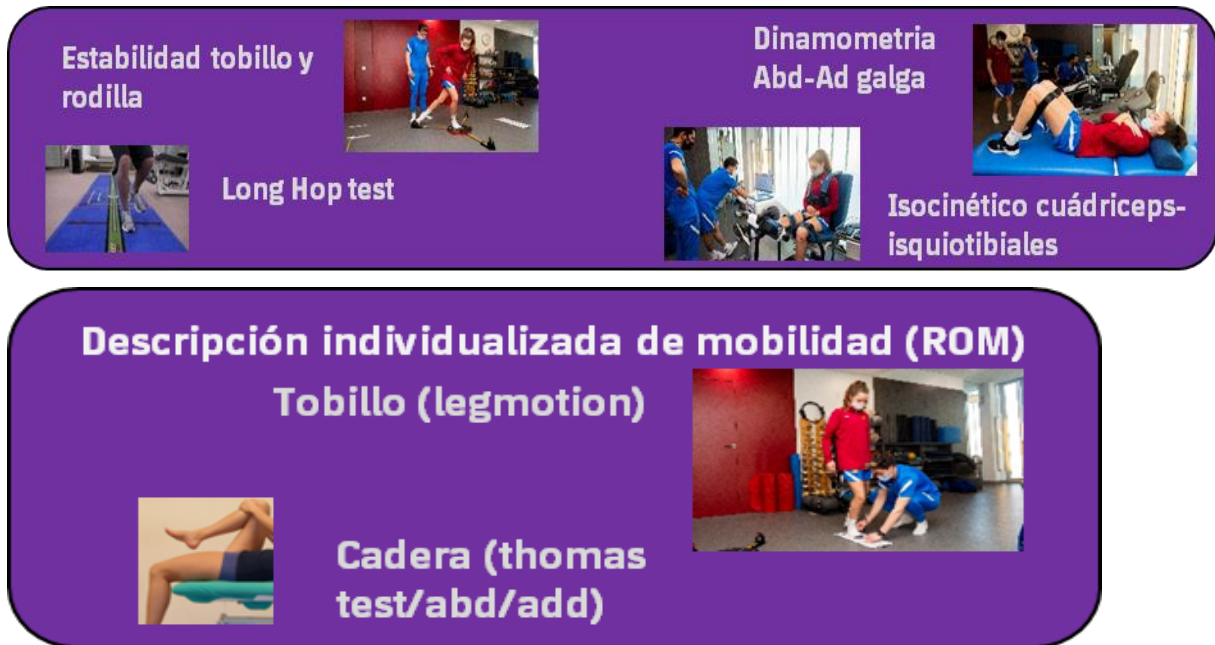 Estabilidad tobillo y
rodilla
Long Hop test
Dinamometria
Abd-Ad galga
Isocinético cuádriceps-
isquiotibiales
Descripción individualizada de mobilidad (ROM)
Tobillo (legmotion)
Cadera (thomas
test/abd/add)